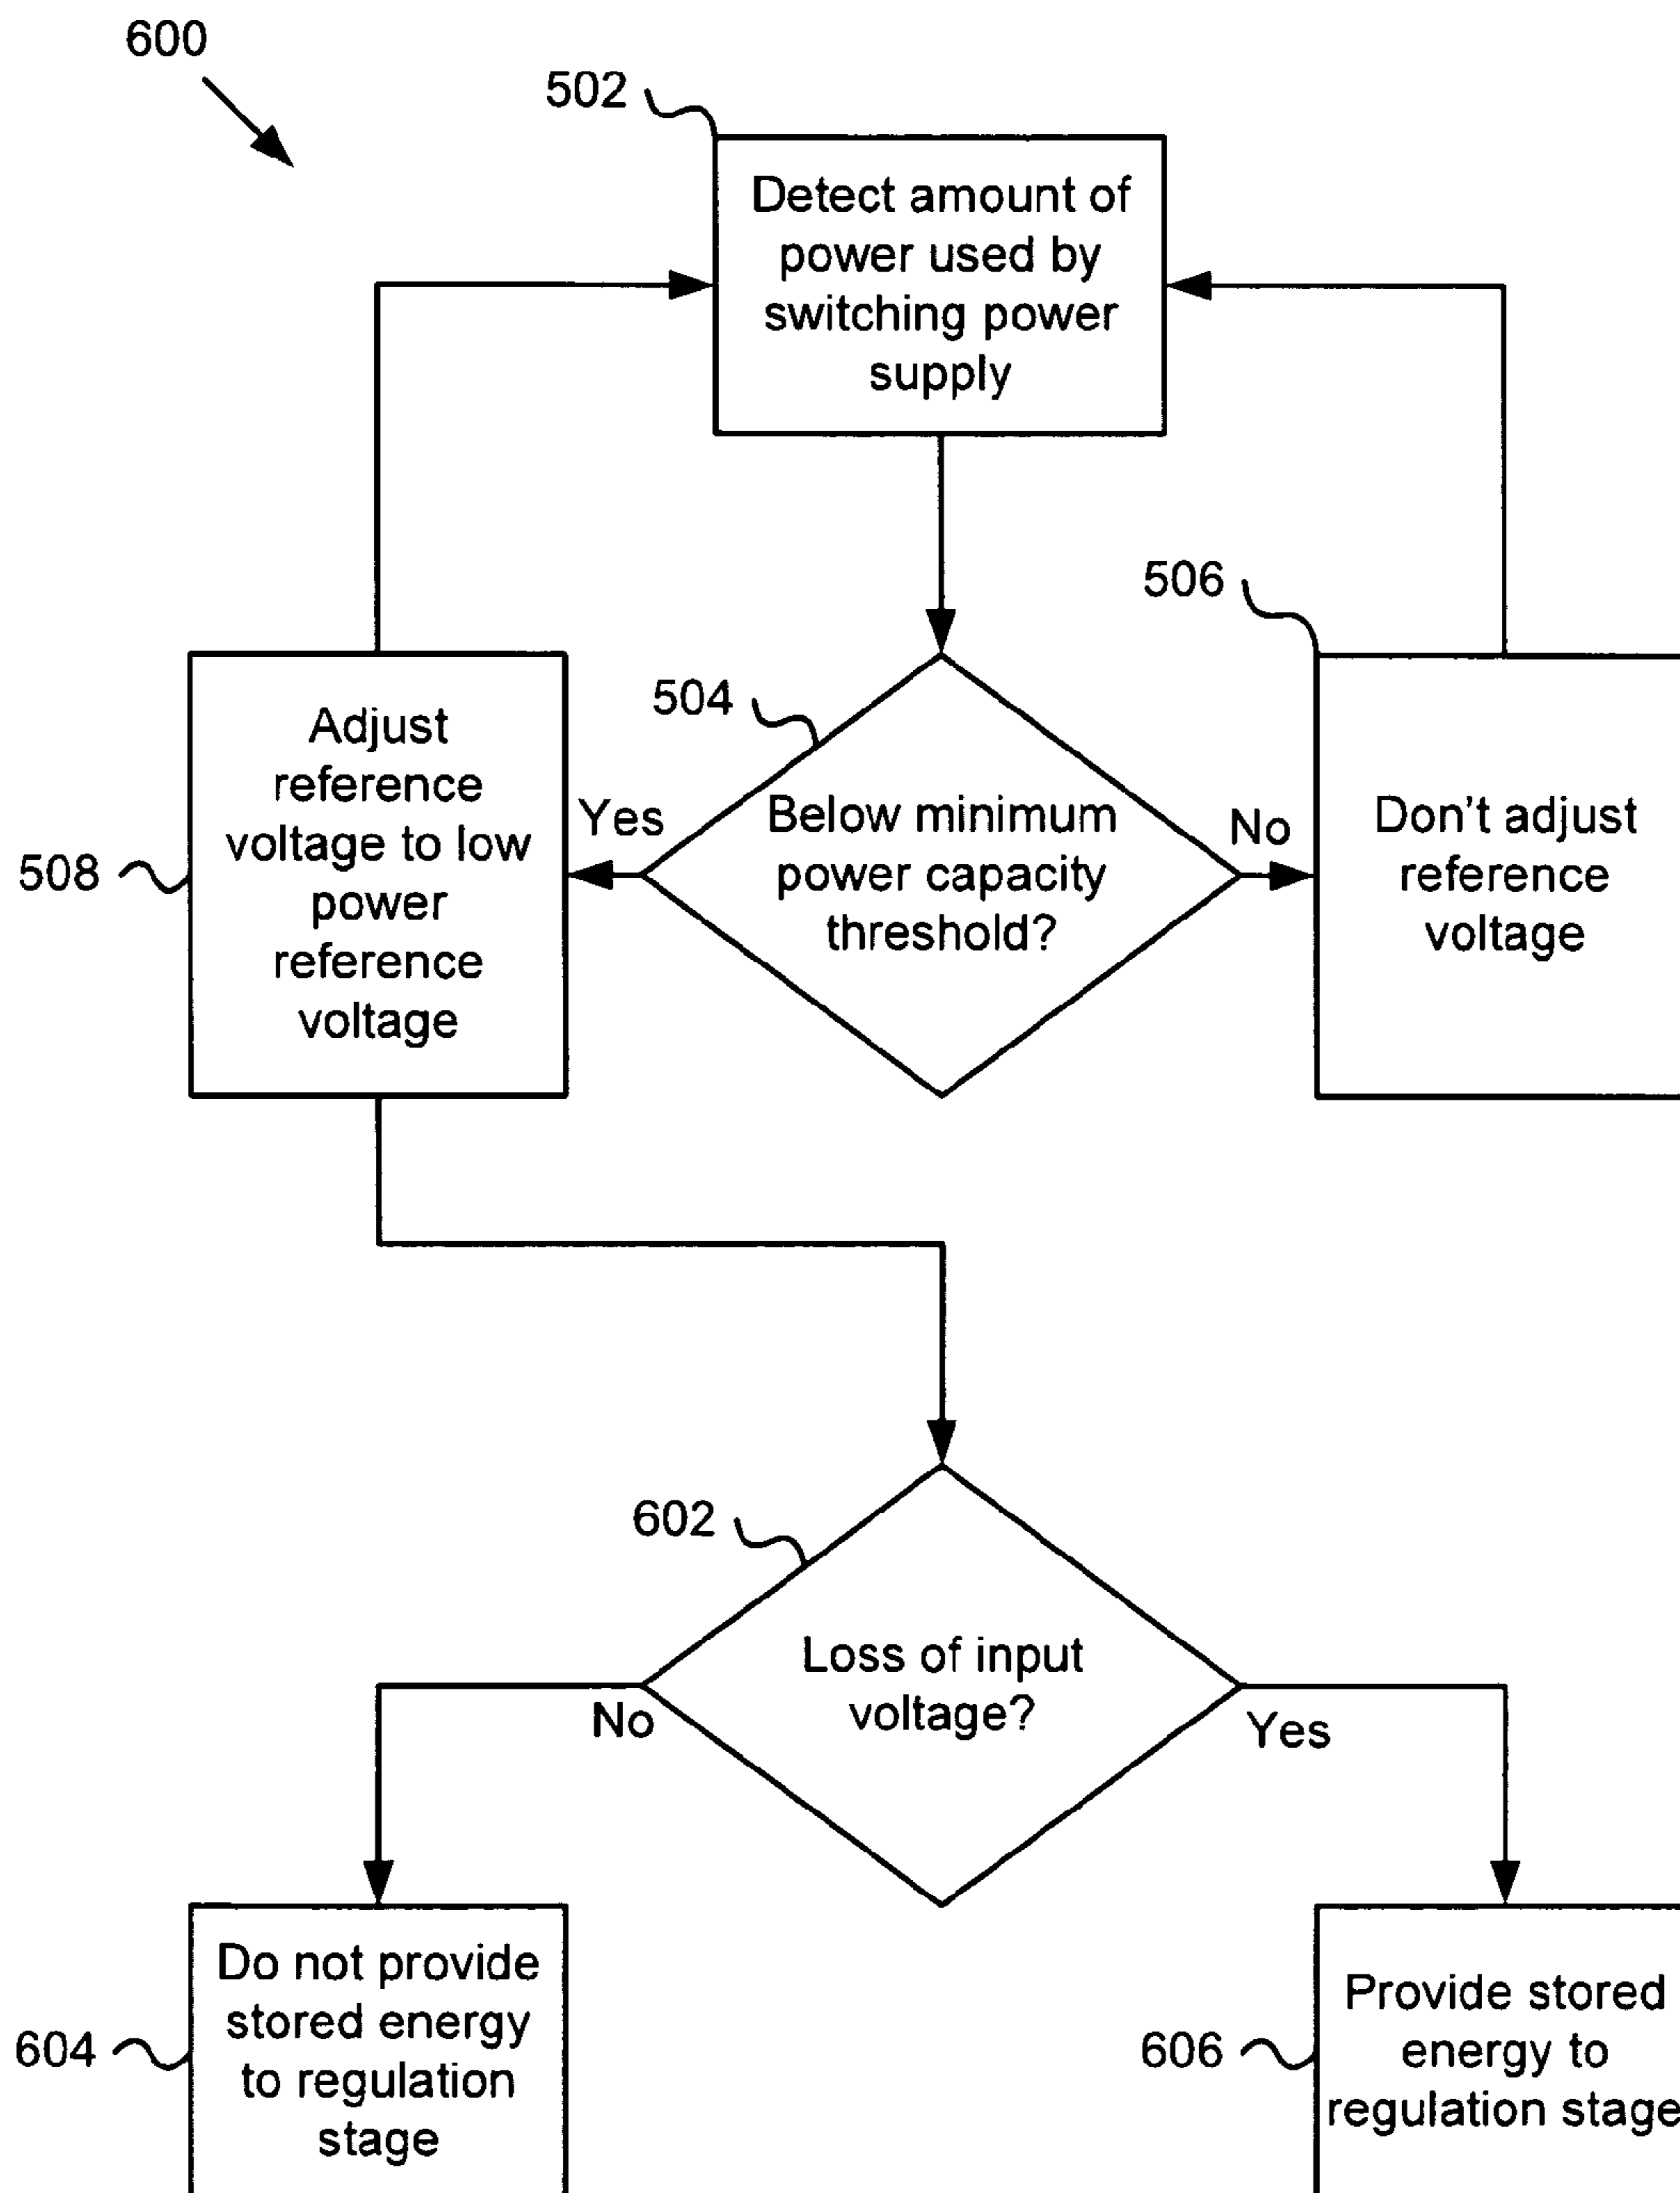 600
502
Detect amount of
power used by
switching power
supply
506
504
Adjust
reference
voltage to low
power
reference
voltage
508
Yes
Below minimum
power capacity
threshold?
No
Don't adjust
reference
voltage
602
Loss of input
voltage?
No
Yes
604
Do not provide
stored energy
to regulation
stage
606
Provide stored
energy to
regulation stage